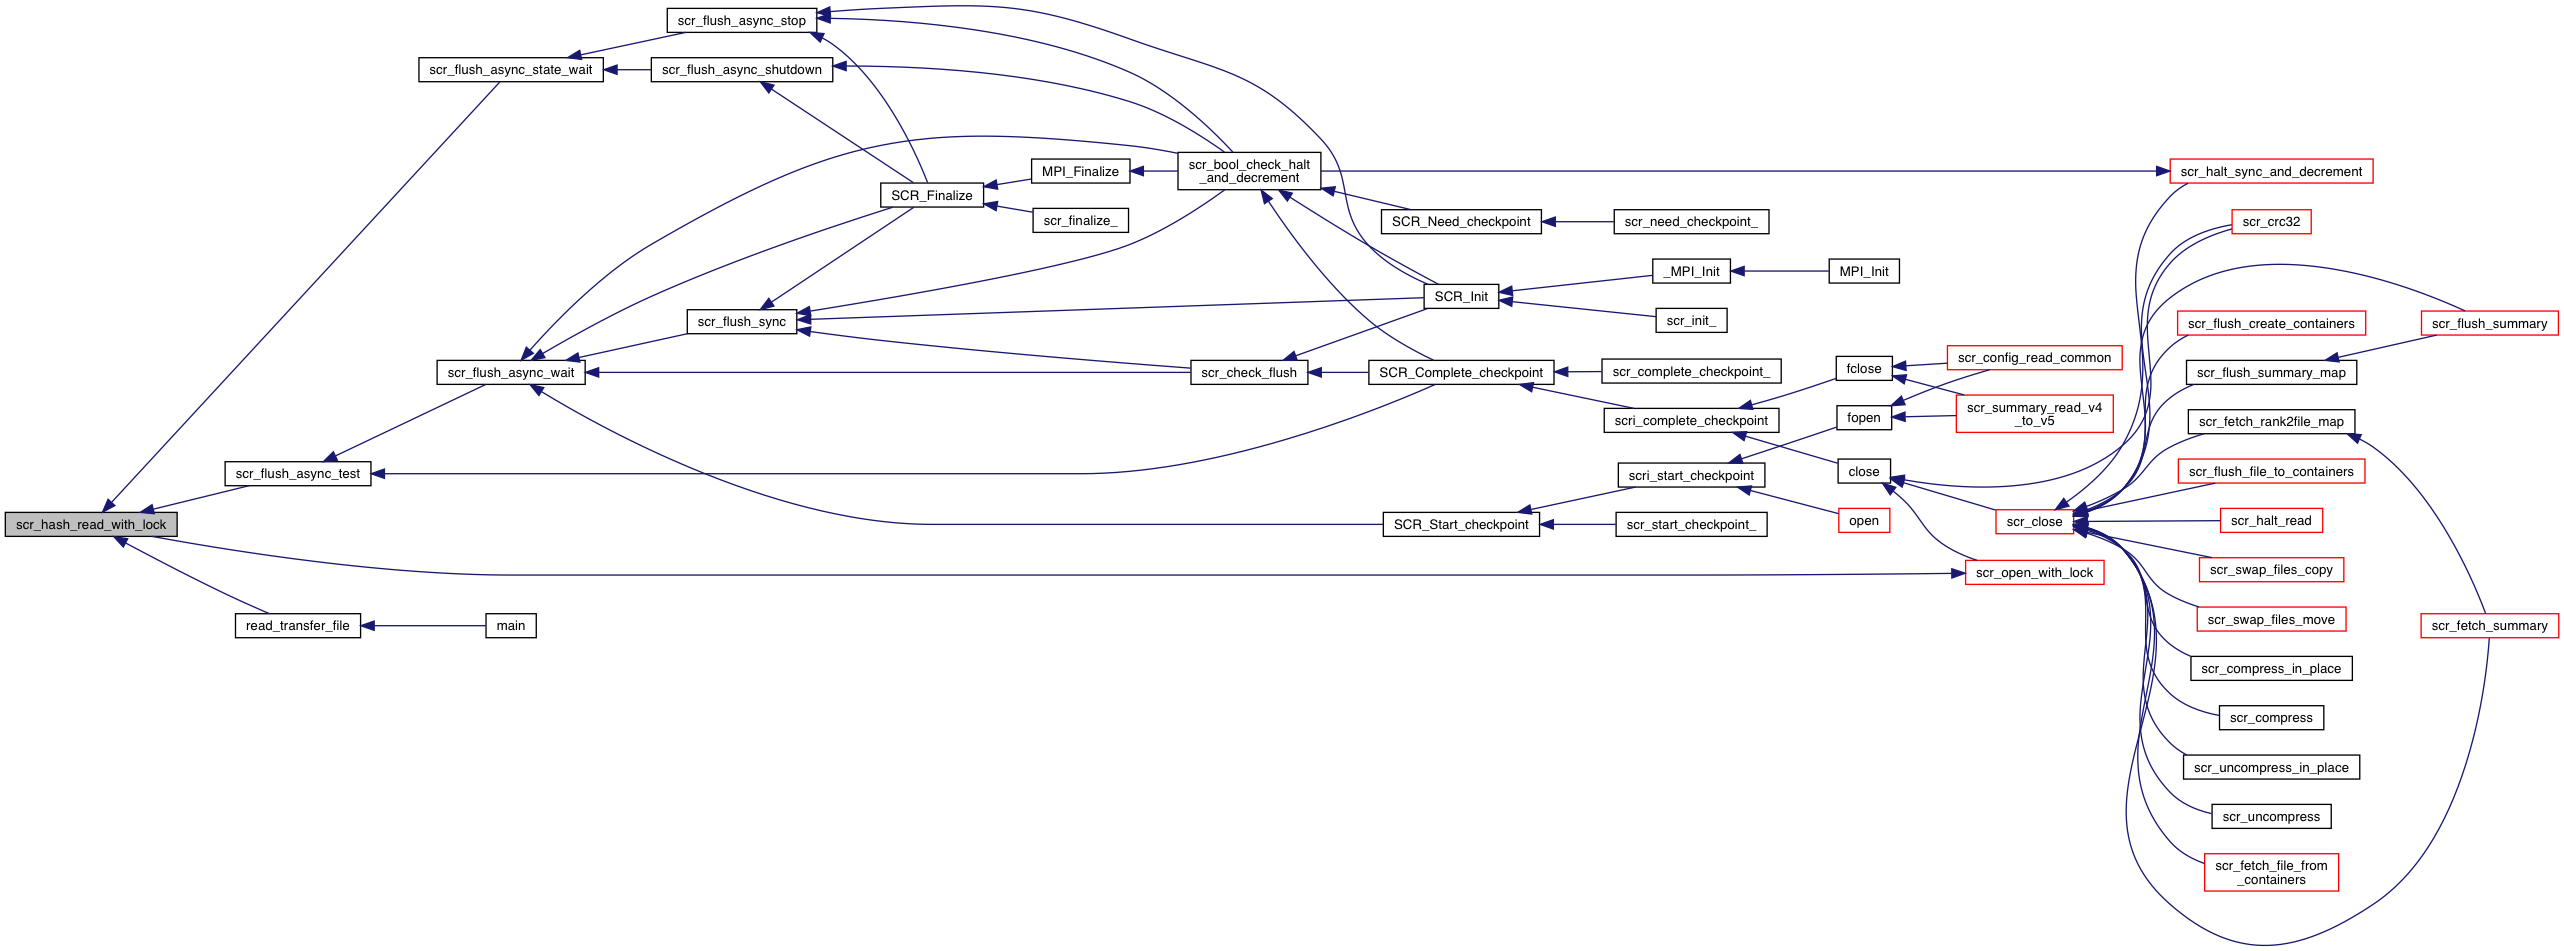 scr_flush_async_stop
scr_flush_async_state_wait
scr_flush_async_shutdown
scr_bool_check_halt
_and_decrement
MPI_Finalize
scr_halt_sync_and_decrement
SCR_Finalize
scr_finalize_
SCR_Need_checkpoint
scr_need_checkpoint_
scr_crc32
_MPI_Init
MPI_Init
SCR_Init
scr_init_
scr_flush_sync
scr_flush_create_containers
scr_flush_summary
scr_flush_async_wait
scr_check_flush
SCR_Complete_checkpoint
scr_complete_checkpoint_
fclose
scr_config_read_common
scr_flush_summary_map
scri_complete_checkpoint
fopen
scr_summary_read_v4
_to_v5
scr_fetch_rank2file_map
scr_flush_async_test
scri_start_checkpoint
close
scr_flush_file_to_containers
scr_hash_read_with_lock
SCR_Start_checkpoint
scr_start_checkpoint_
open
scr_close
scr_halt_read
scr_open_with_lock
scr_swap_files_copy
read_transfer_file
main
scr_swap_files_move
scr_fetch_summary
scr_compress_in_place
scr_compress
scr_uncompress_in_place
scr_uncompress
scr_fetch_file_from
_containers